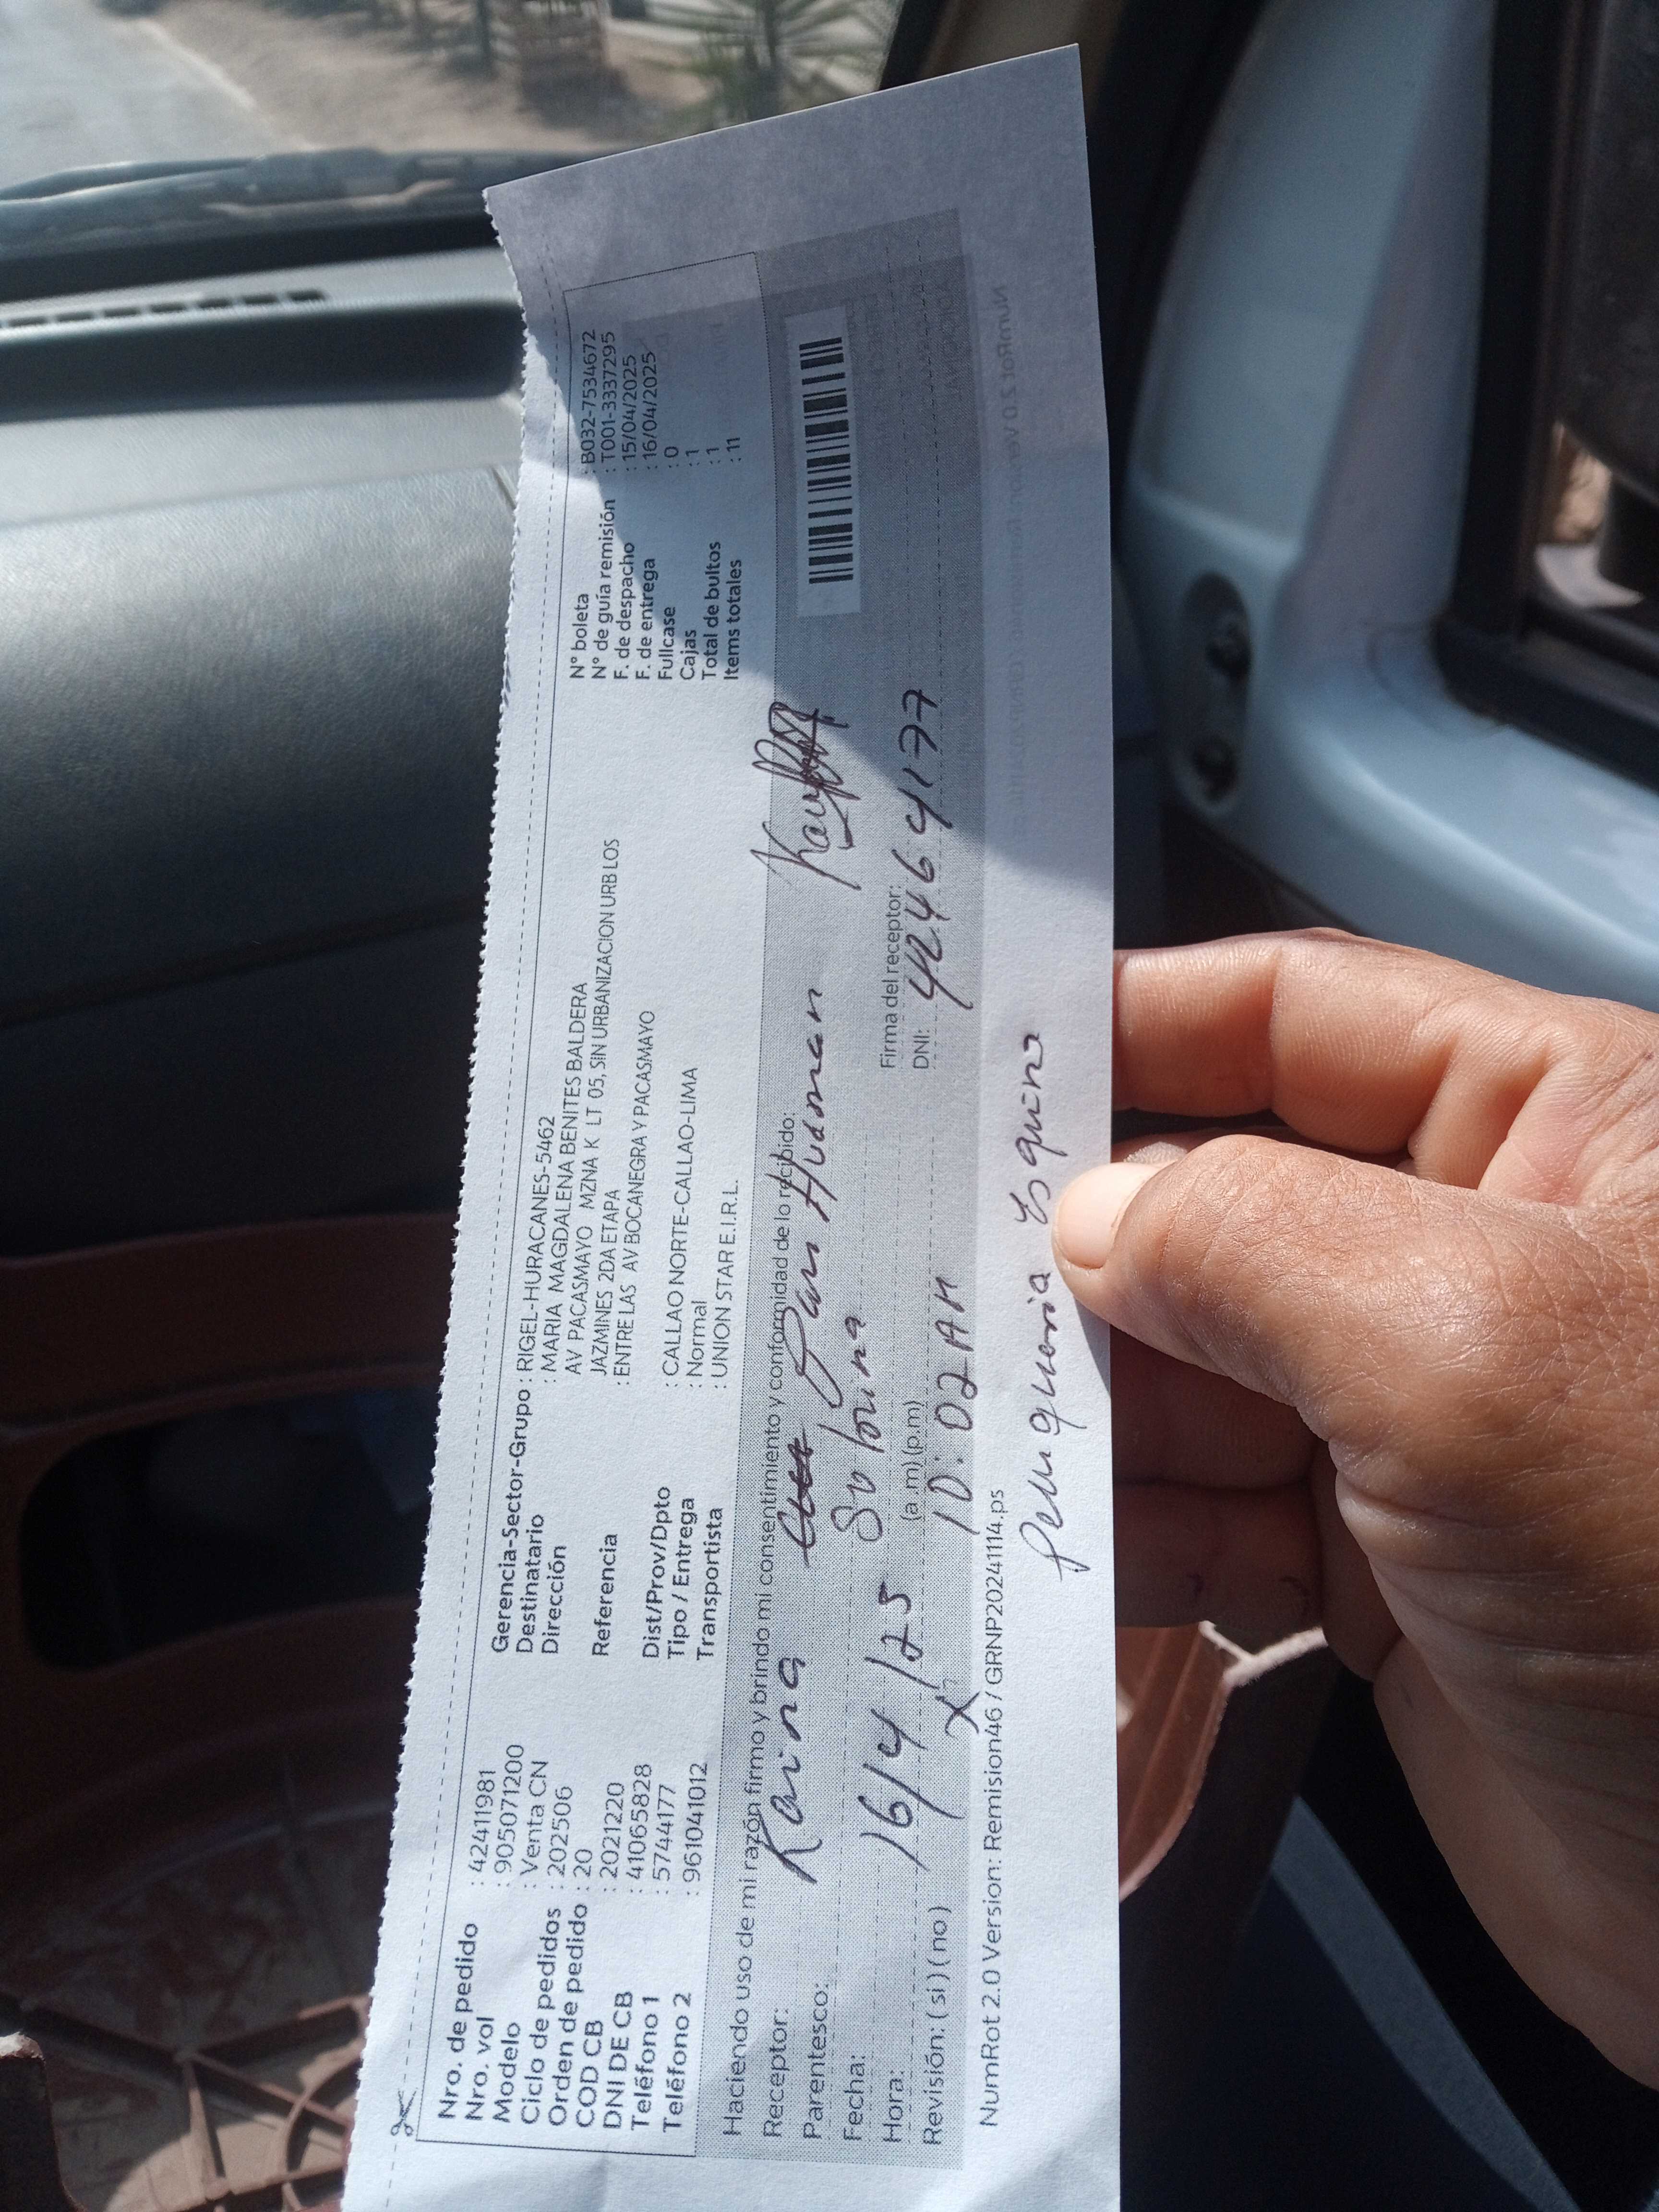 Nro. de pedido : 42411981
Nro. vol : 90507 1200
Modelo : Venta CN
Ciclo de pedidos : 202506
Orden de pedido : 20
COD CB : 2021220
DNI DE CB : 41065828
Teléfono 1 : 5744177
Teléfono 2 : 961041012
Gerencia-Sector-Grupo : RIGEL-HURACANES-5462
Destinatario : MARIA MAGDALENA BENITES BALDERA
Dirección AV PACASMAYO MZNA K LT 05, SIN URBANIZACION URB LOS
JAZMINES 2DA ETAPA
Referencia : ENTRE LAS AV BOCANEGRA Y PACASMAYO
Dist/Prov/Dpto : CALLAO NORTE-CALLAO-LIMA
Tipo / Entrega : Normal
Transportista : UNION STAR E.I.R.L.
N° boleta : B032-7534672
N° de guía remisión : T001-3337295
F. de despacho : 15/04/2025
F. de entrega : 16/04/2025
Fullcase : 0
Cajas : 1
Total de bultos : 1
Items totales : 11
Haciendo uso de mi razón firmo y brindo mi consentimiento y conformidad de lo recibido:
Receptor: Karina Huaman
Parentesco: Sobrina
Fecha: 16/4/25
Hora: (a m) (p.m) 10:02 AM
Revisión: ( si ) ( no ) X
Firma del receptor:
DNI: 42464177
NumRot 2.0 Version: Remision46 / GRNP20241114.ps
Peluqueria Esquina